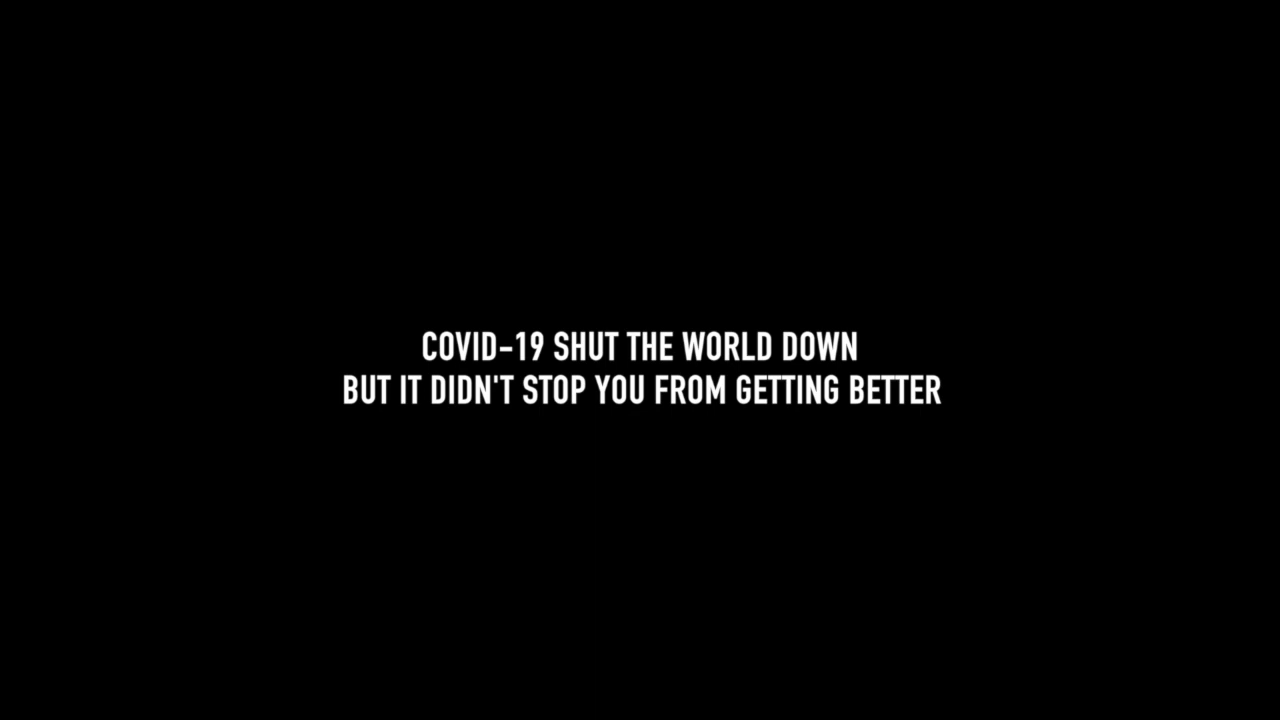 COVID-19 SHUT THE WORLD DOWN
BUT IT DIDN'T STOP YOU FROM GETTING BETTER